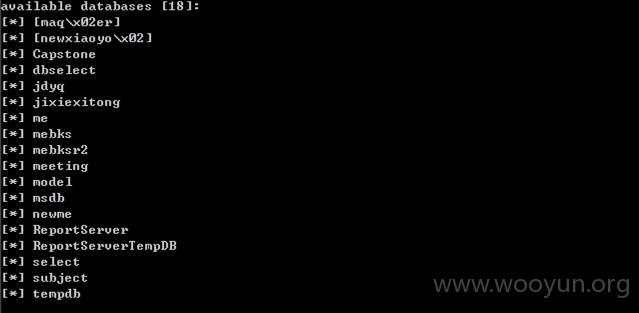 available databases [18]:
[*] [maq\x02er]
[*] [newxiaoyo\x02]
[*] Capstone
[*] dbselect
[*] jdyq
[*] jixiexitong
[*] me
[*] mebks
[*] mebksr2
[*] meeting
[*] model
[*] msdb
[*] newme
[*] ReportServer
[*] ReportServerTempDB
[*] select
[*] subject
[*] tempdb
www.wooyun.org